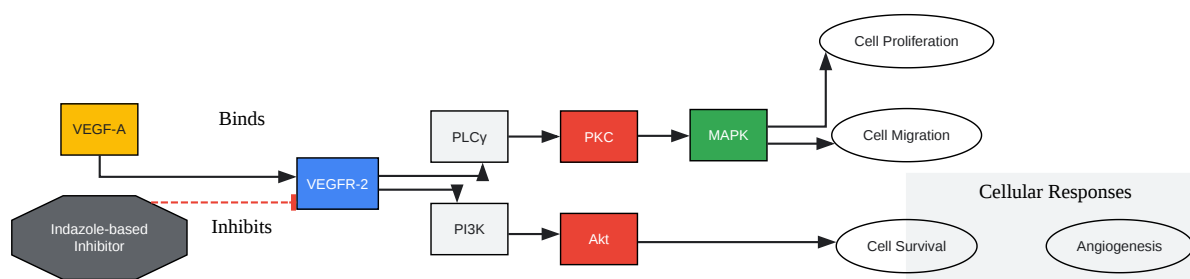 Cell Proliferation
VEGF-A
Binds
PLCγ
PKC
MAPK
Cell Migration
VEGFR-2
Cellular Responses
Indazole-based
Inhibitor
Inhibits
PI3K
Akt
Cell Survival
Angiogenesis